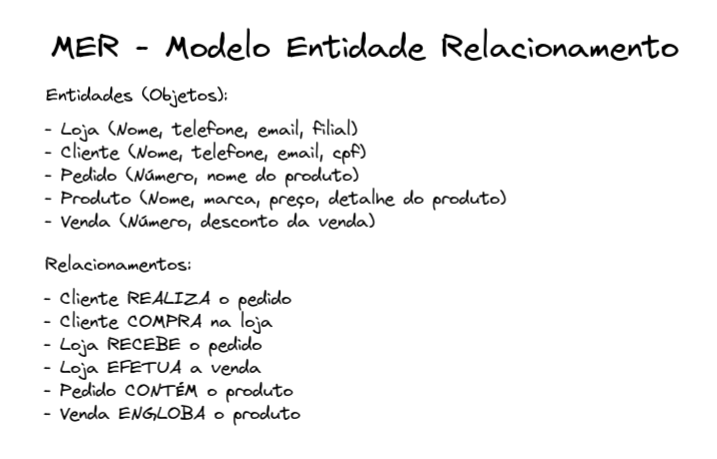 MER - Modelo Entidade Relacionamento
Entidades (Objetos):
- Loja (Nome, telefone, email, filial)
- Cliente (Nome, telefone, email, cpf)
- Pedido (Número, nome do produto)
- Produto (Nome, marca, preço, detalhe do produto)
- Venda (Número, desconto da venda)
Relacionamentos:
- Cliente REALIZA o pedido
- Cliente COMPRA na loja
- Loja RECEBE o pedido
- Loja EFETUA a venda
- Pedido CONTÉM o produto
- Venda ENGLOBA o produto